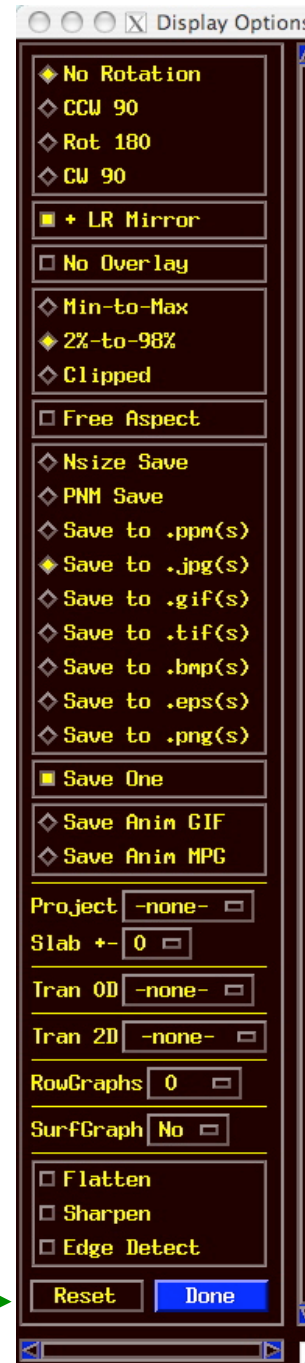 X Display Options
No Rotation
CCW 90
Rot 180
CW 90
+ LR Mirror
No Overlay
Min-to-Max
2%-to-98%
Clipped
Free Aspect
Nsize Save
PNM Save
Save to .ppm(s)
Save to .jpg(s)
Save to .gif(s)
Save to .tif(s)
Save to .bmp(s)
Save to .eps(s)
Save to .png(s)
Save One
Save Anim GIF
Save Anim MPG
Project -none-
Slab +- 0
Tran 0D -none-
Tran 2D -none-
RowGraphs 0
SurfGraph No
Flatten
Sharpen
Edge Detect
Reset Done